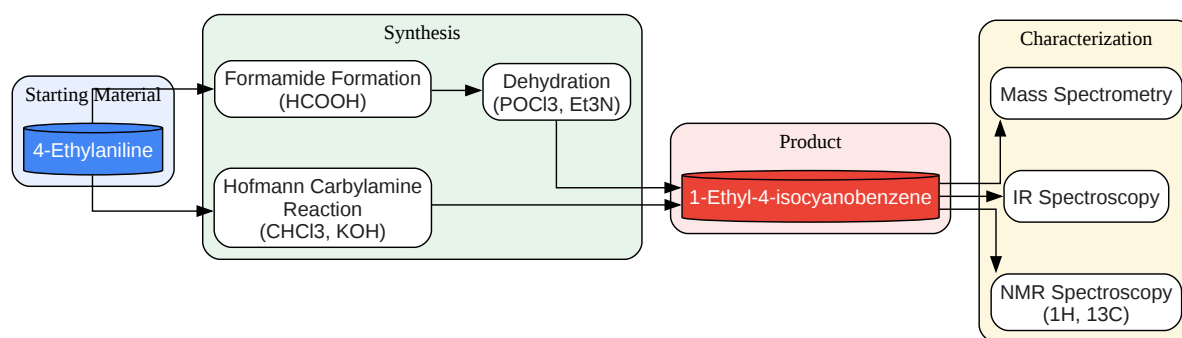 Starting Material
4-Ethylaniline
Synthesis
Formamide Formation
(HCOOH)
Dehydration
(POCl3, Et3N)
Hofmann Carbylamine
Reaction
(CHCl3, KOH)
Product
1-Ethyl-4-isocyanobenzene
Characterization
Mass Spectrometry
IR Spectroscopy
NMR Spectroscopy
(1H, 13C)